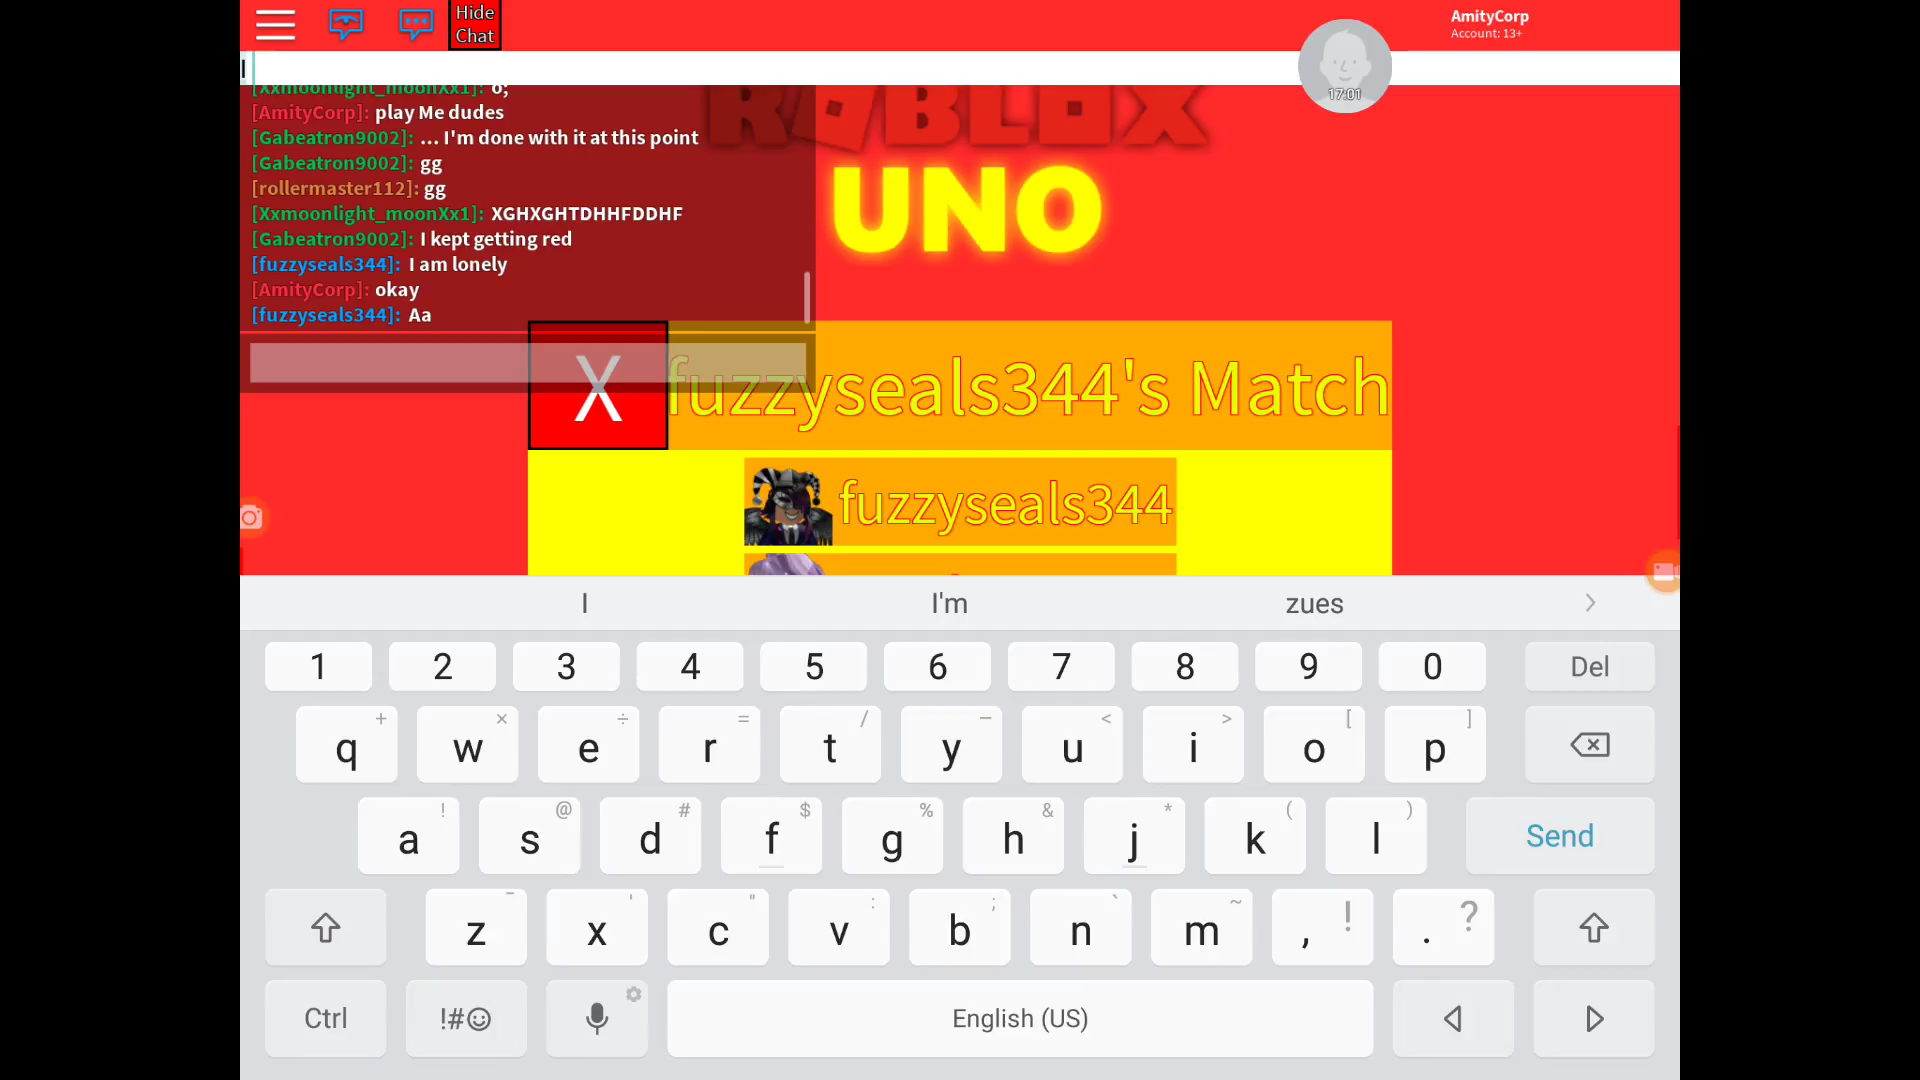 Hide
Chat
AmityCorp
Account: 13+
I
17:01
[Xxmoonlight_moonXx1]: o;
[AmityCorp]: play Me dudes
[Gabeatron9002]: ... I'm done with it at this point
[Gabeatron9002]: gg
[rollermaster112]: gg
[Xxmoonlight_moonXx1]: XGHXGHTDHHFDDHF
[Gabeatron9002]: I kept getting red
[fuzzyseals344]: I am lonely
[AmityCorp]: okay
[fuzzyseals344]: Aa
ROBLOX
UNO
X fuzzyseals344's Match
fuzzyseals344
I I'm zues
1 2 3 4 5 6 7 8 9 0 Del
+ × ÷ = / − < > [ ]
q w e r t y u i o p
! @ # $ % & * ( )
a s d f g h j k l Send
- ' " : ; ` ~ ! ?
z x c v b n m , .
Ctrl !#☺ English (US)